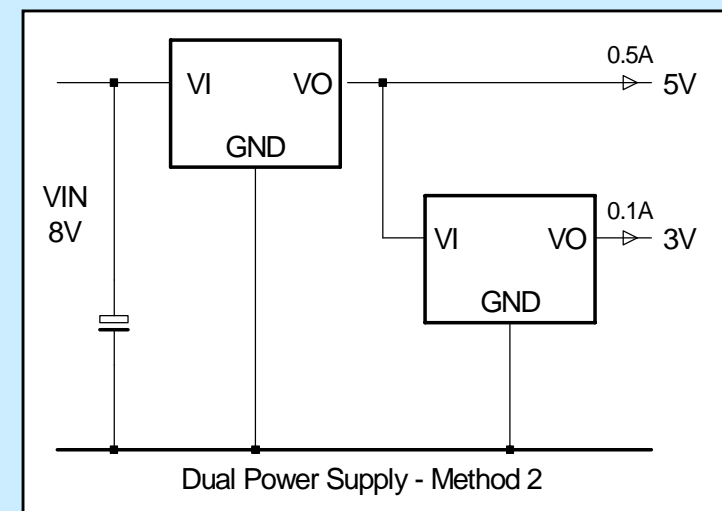 VI
VO
GND
0.5A
5V
VIN
8V
VI
VO
GND
0.1A
3V
Dual Power Supply - Method 2